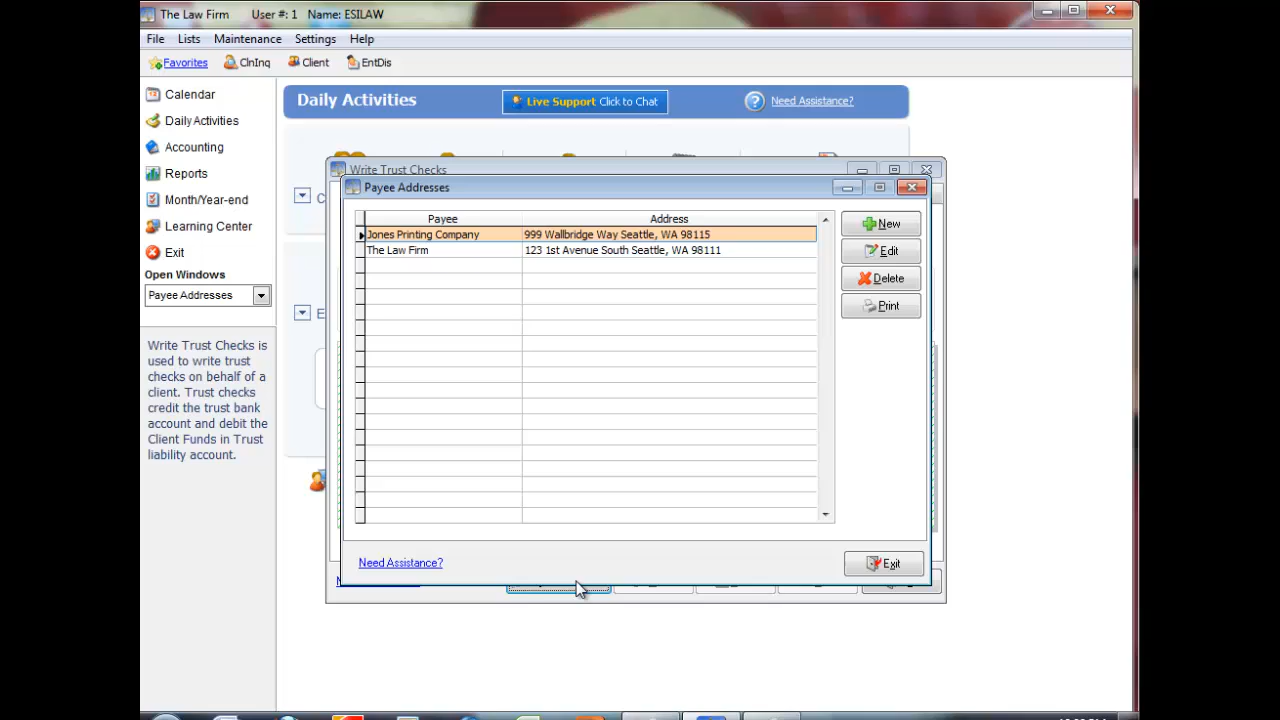 The Law Firm User #: 1 Name: ESILAW
File Lists Maintenance Settings Help
Favorites ClnInq Client EntDis
Calendar
Daily Activities
Accounting
Reports
Month/Year-end
Learning Center
Exit
Open Windows
Payee Addresses
Write Trust Checks is
used to write trust
checks on behalf of a
client. Trust checks
credit the trust bank
account and debit the
Client Funds in Trust
liability account.
Daily Activities
Live Support Click to Chat
Need Assistance?
C
E
Write Trust Checks
Payee Addresses
Payee Address
Jones Printing Company 999 Wallbridge Way Seattle, WA 98115
The Law Firm 123 1st Avenue South Seattle, WA 98111
New
Edit
Delete
Print
Need Assistance?
Exit